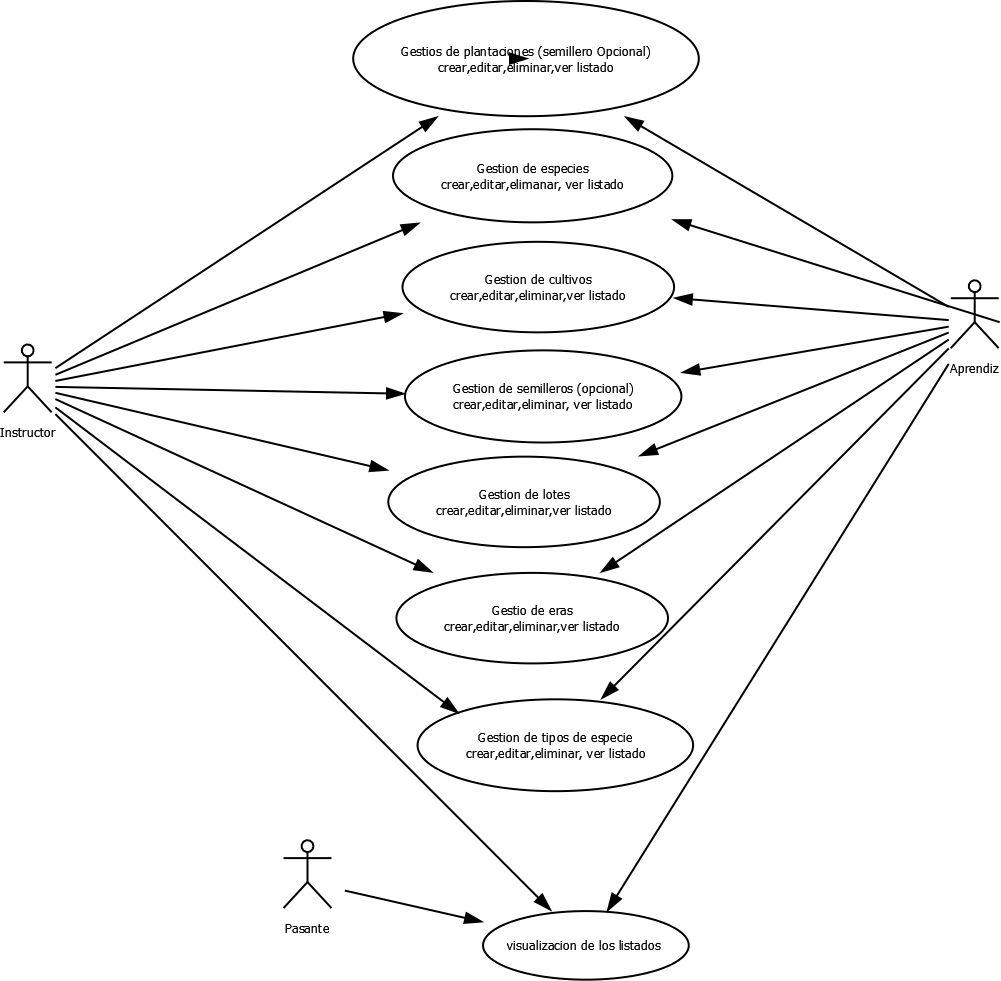 Gestios de plantaciones (semillero Opcional)
crear,editar,eliminar,ver listado
Gestion de especies
crear,editar,elimanar, ver listado
Gestion de cultivos
crear,editar,eliminar,ver listado
Aprendiz
Gestion de semilleros (opcional)
crear,editar,eliminar, ver listado
Instructor
Gestion de lotes
crear,editar,eliminar,ver listado
Gestio de eras
crear,editar,eliminar,ver listado
Gestion de tipos de especie
crear,editar,eliminar, ver listado
Pasante
visualizacion de los listados